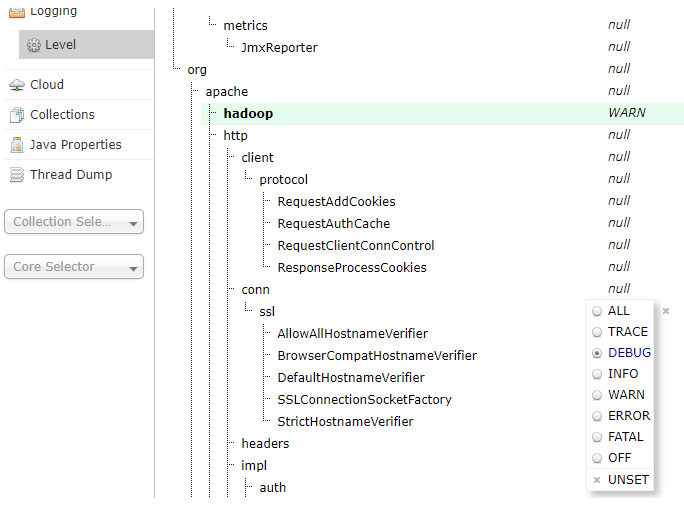 Logging
Level
Cloud
Collections
Java Properties
Thread Dump
Collection Sele...
Core Selector
metrics null
JmxReporter null
org null
apache null
hadoop WARN
http null
client null
protocol null
RequestAddCookies null
RequestAuthCache null
RequestClientConnControl null
ResponseProcessCookies null
conn null
ssl
AllowAllHostnameVerifier
BrowserCompatHostnameVerifier
DefaultHostnameVerifier
SSLConnectionSocketFactory
StrictHostnameVerifier
headers
impl
auth
ALL
TRACE
DEBUG
INFO
WARN
ERROR
FATAL
OFF
UNSET